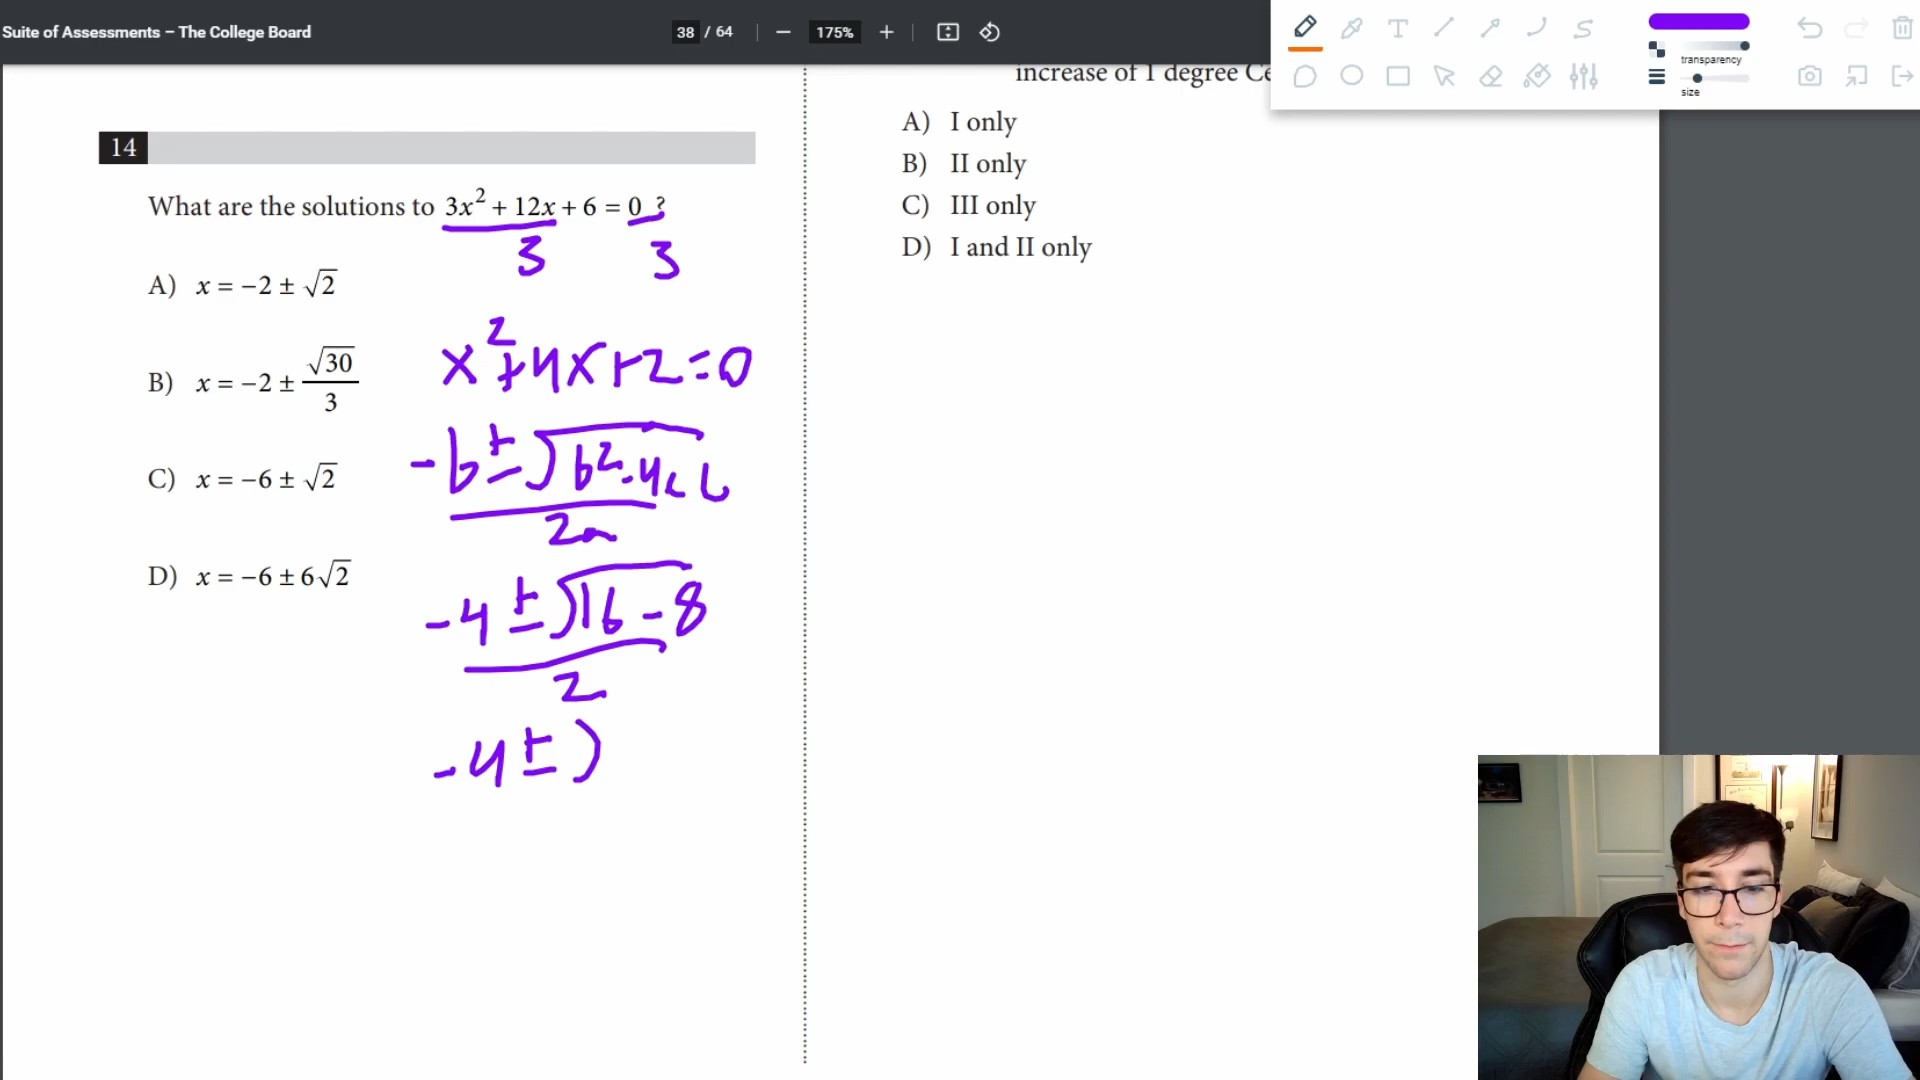 Suite of Assessments – The College Board
38 / 64
175%
transparency
size
increase of 1 degree Ce
A) I only
B) II only
C) III only
D) I and II only
14
What are the solutions to 3x² + 12x + 6 = 0 ?
3 3
A) x = −2 ± √2
B) x = −2 ± √30/3
C) x = −6 ± √2
D) x = −6 ± 6√2
x² + 4x + 2 = 0
-b ± √b² - 4
2a
-4 ± √16 - 8
2
-4 ± √